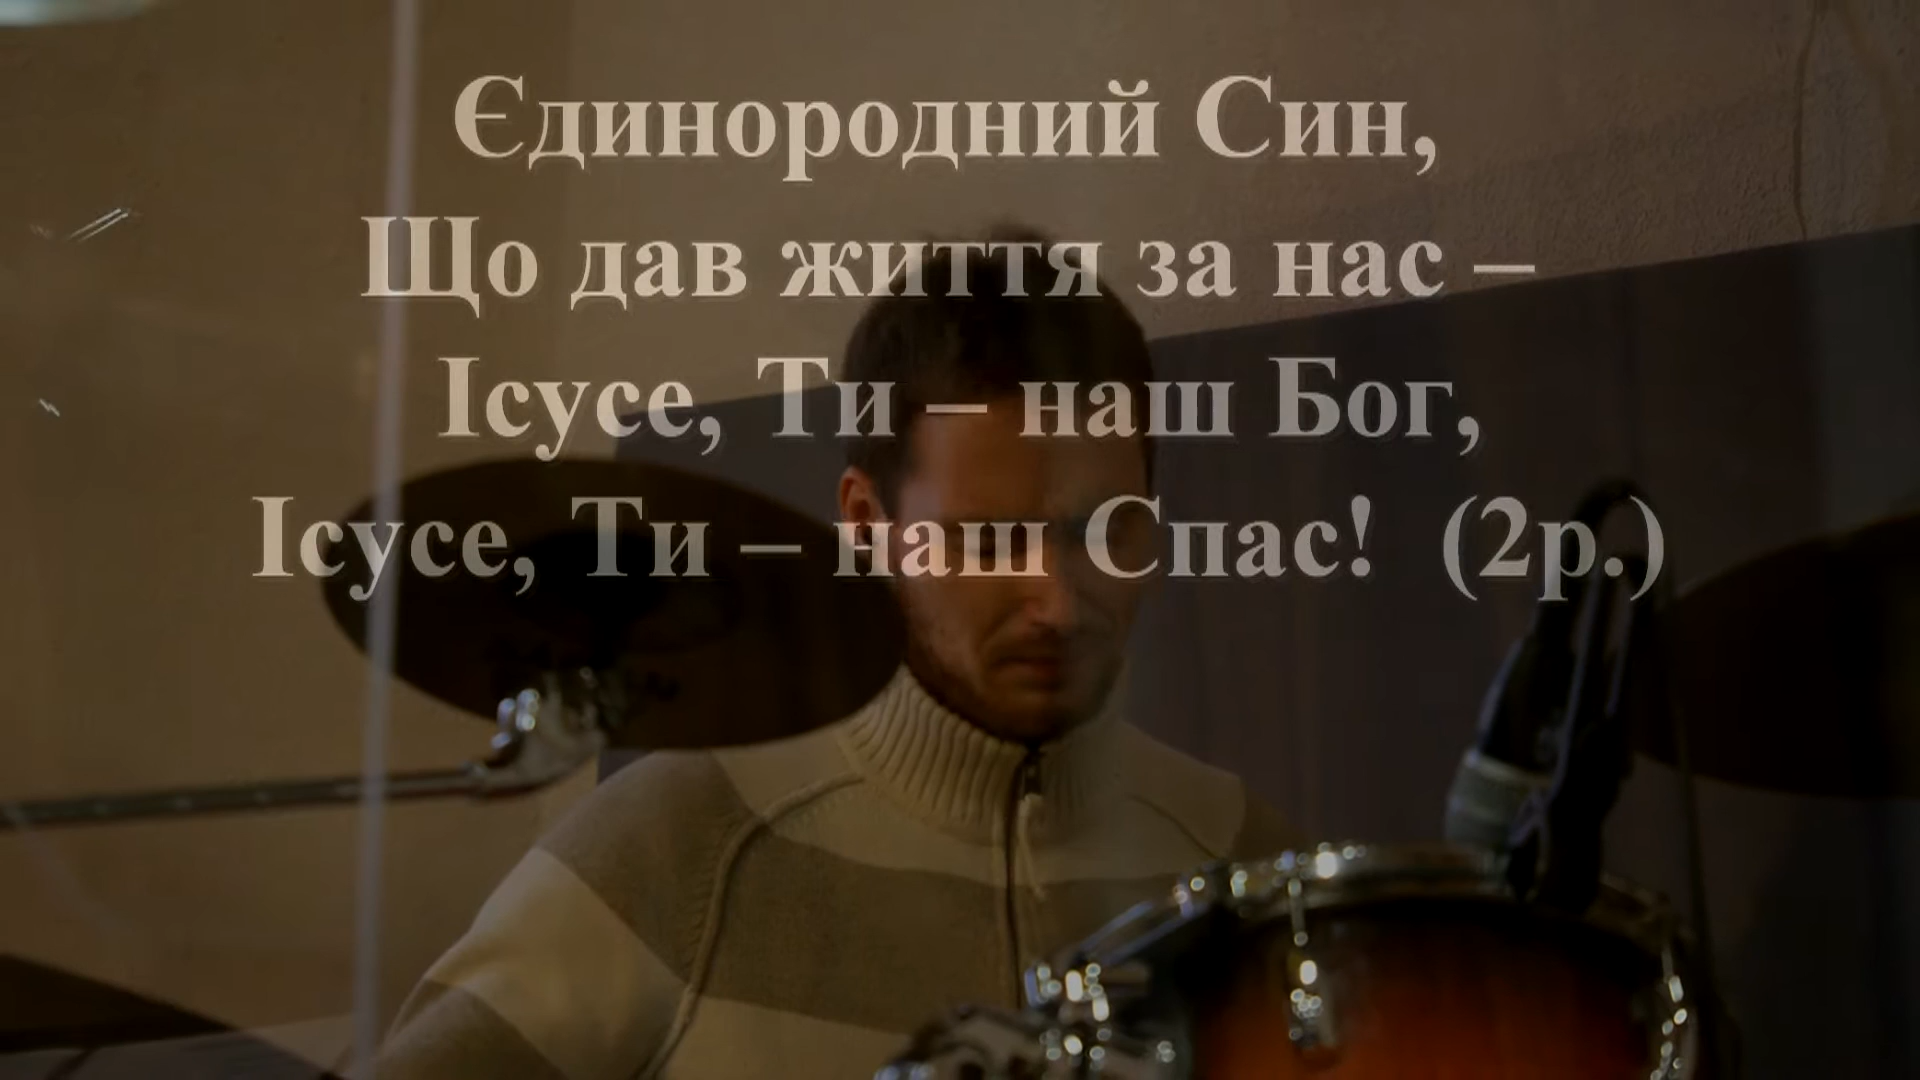 Єдинородний Син,
Що дав життя за нас –
Ісусе, Ти – наш Бог,
Ісусе, Ти – наш Спас! (2р.)